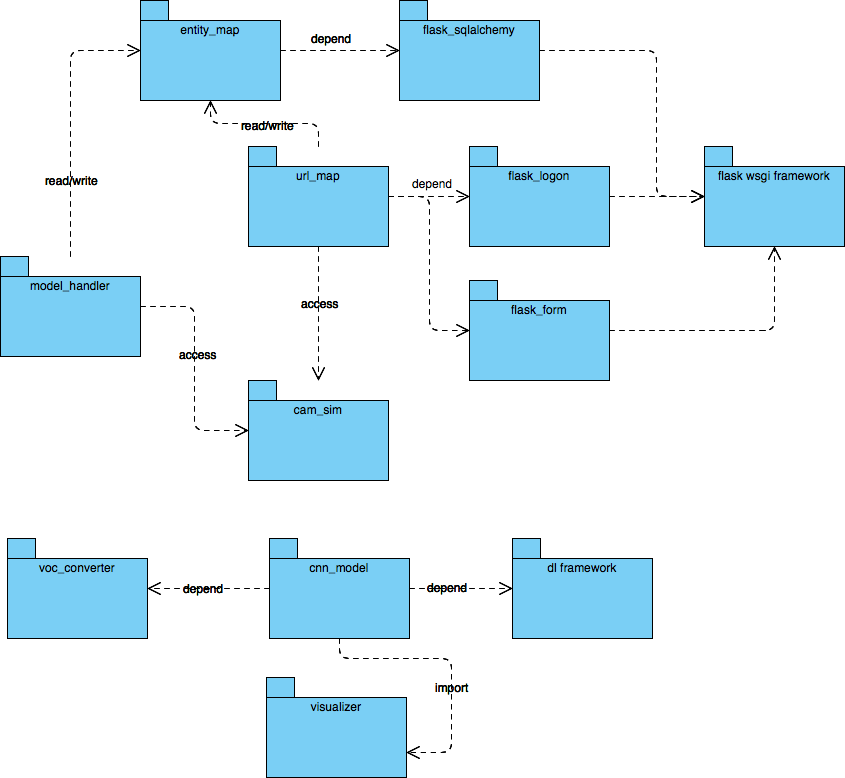 entity_map
depend
flask_sqlalchemy
read/write
url_map
depend
flask_logon
flask wsgi framework
read/write
model_handler
access
flask_form
access
cam_sim
voc_converter
depend
cnn_model
depend
dl framework
import
visualizer